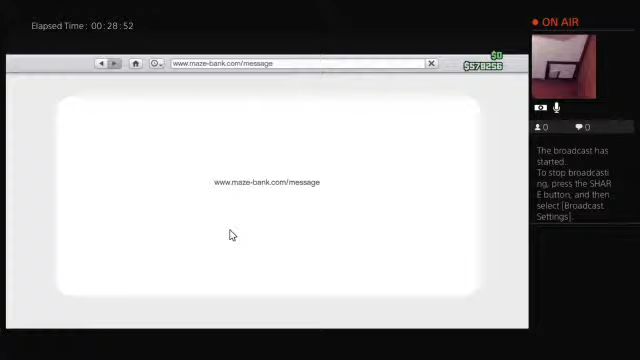 Elapsed Time : 00:28:52
ON AIR
www.maze-bank.com/message
$0
$578256
www.maze-bank.com/message
0
0
The broadcast has
started.
To stop broadcasti
ng, press the SHAR
E button, and then
select [Broadcast
Settings].